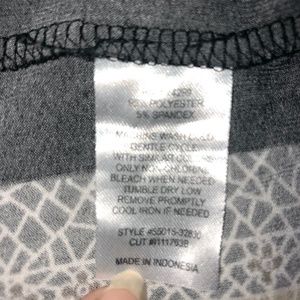 POLYESTER
5% SPANDEX
MACHINE WASH COLD
GENTLE CYCLE
WITH SIMILAR COLORS
ONLY NON-CHLORINE
BLEACH WHEN NEEDED
TUMBLE DRY LOW
REMOVE PROMPTLY
COOL IRON IF NEEDED
STYLE
CUT
MADE IN INDONESIA